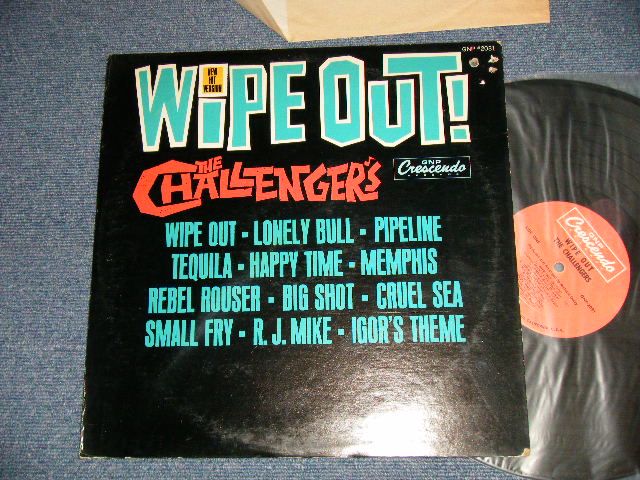 GNP #2031
WIPE OUT!
NEW
HIT
VERSION
THE
CHALLENGERS
GNP
Crescendo
RECORDS
WIPE OUT - LONELY BULL - PIPELINE
TEQUILA - HAPPY TIME - MEMPHIS
REBEL ROUSER - BIG SHOT - CRUEL SEA
SMALL FRY - R. J. MIKE - IGOR'S THEME
GNP
Crescendo
WIPE OUT
THE CHALLENGERS